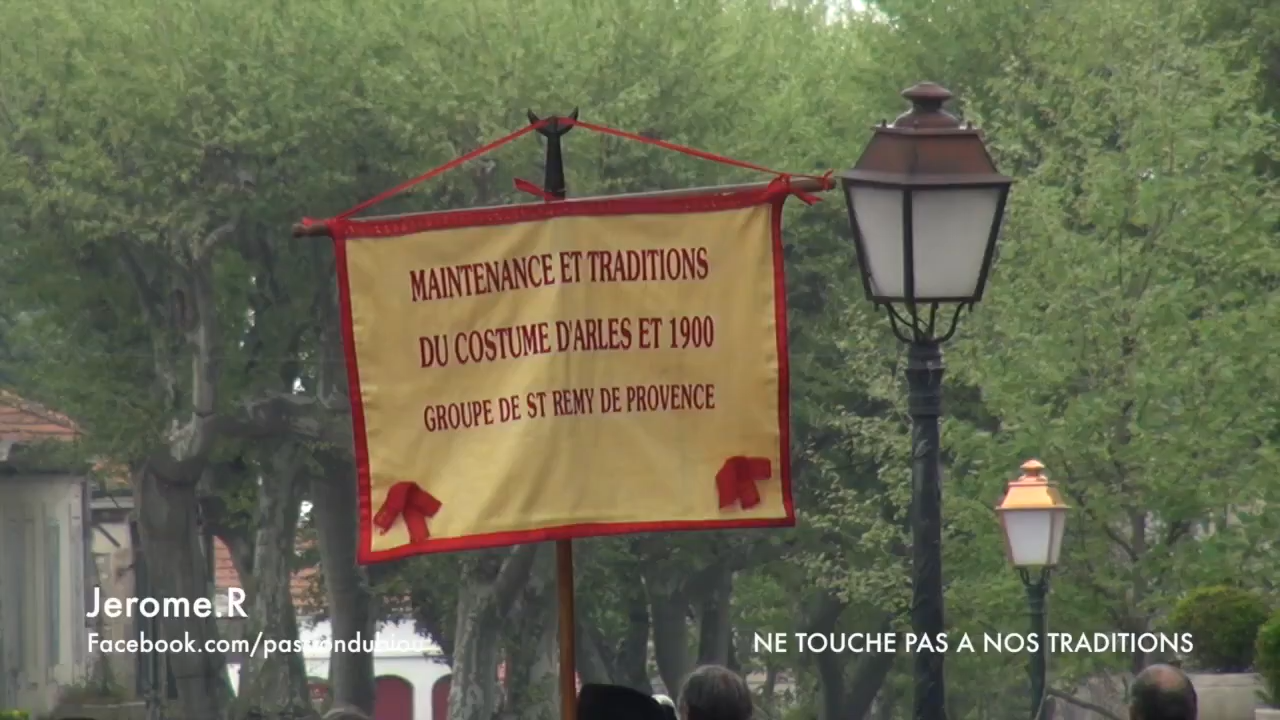 MAINTENANCE ET TRADITIONS
DU COSTUME D'ARLES ET 1900
GROUPE DE ST REMY DE PROVENCE
Jerome.R
Facebook.com/passiondubiou
NE TOUCHE PAS A NOS TRADITIONS